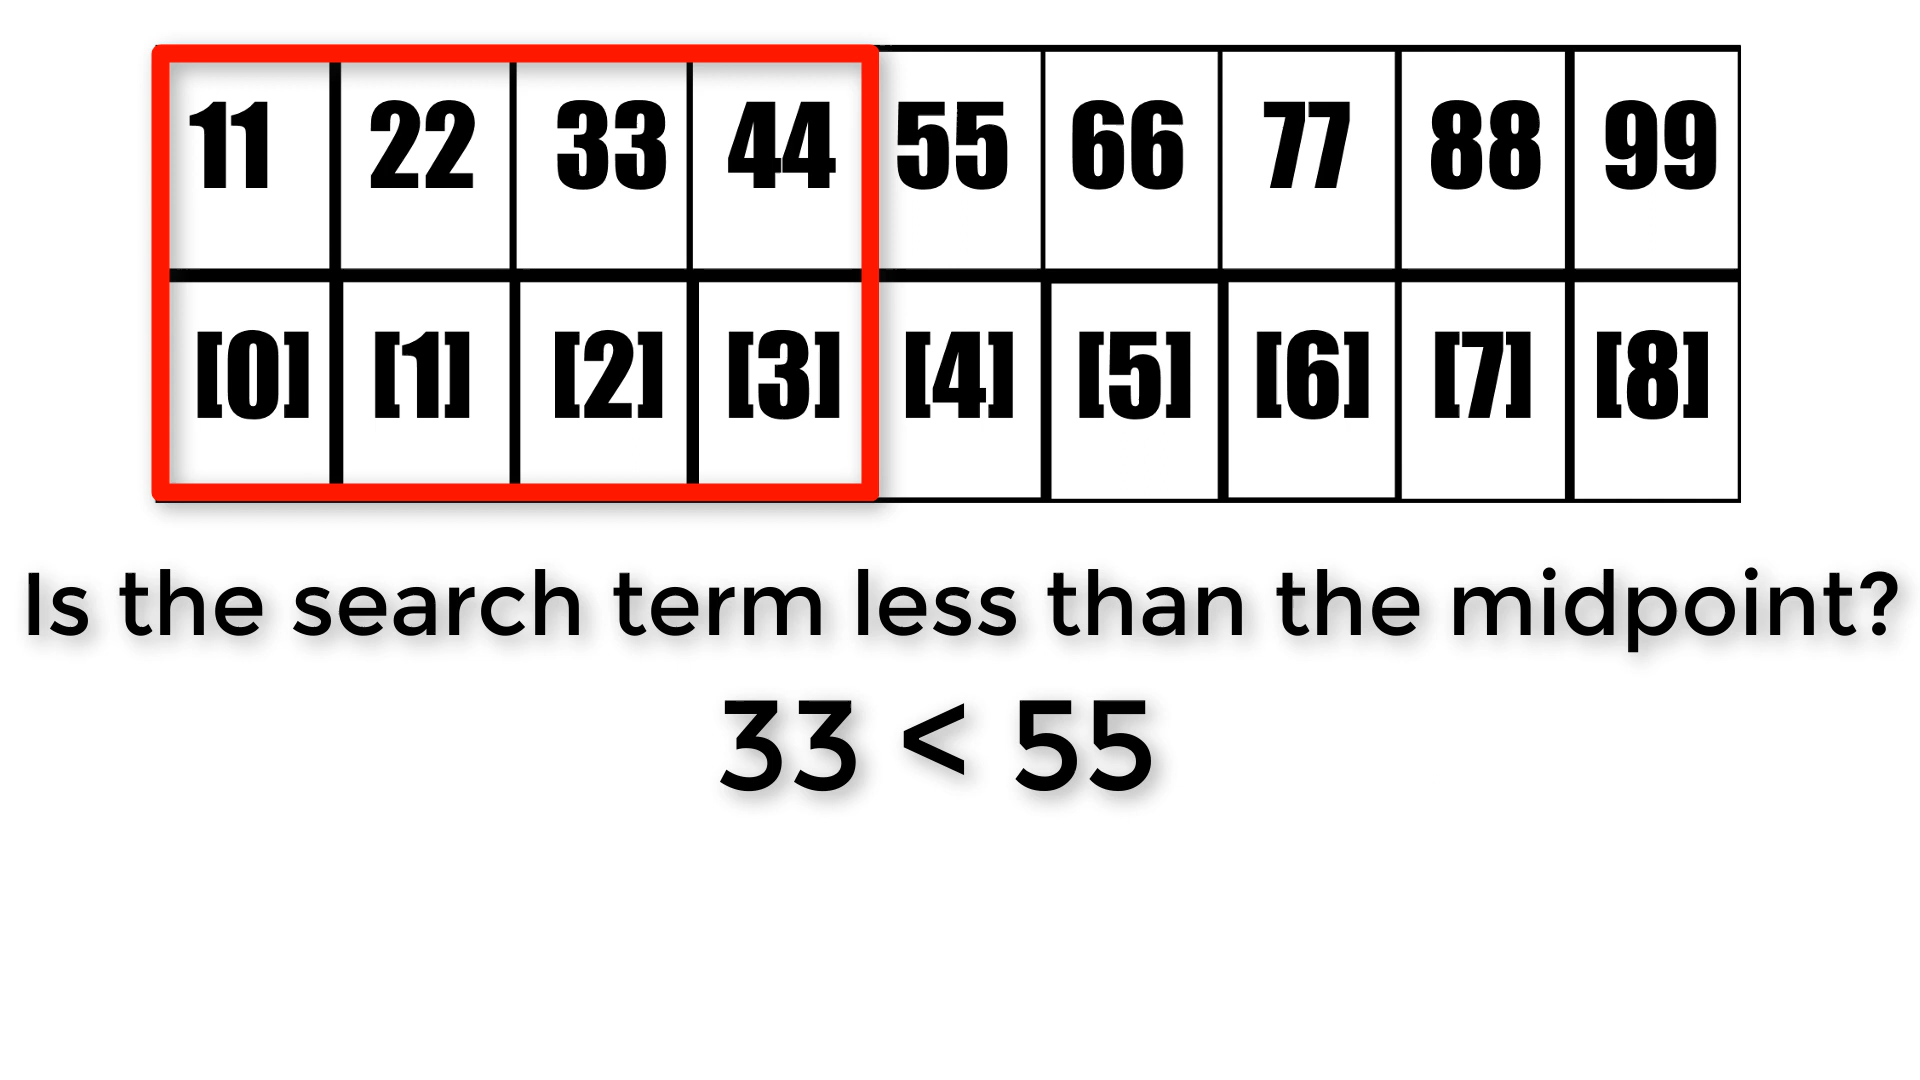 11 22 33 44 55 66 77 88 99
[0] [1] [2] [3] [4] [5] [6] [7] [8]
Is the search term less than the midpoint?
33 < 55